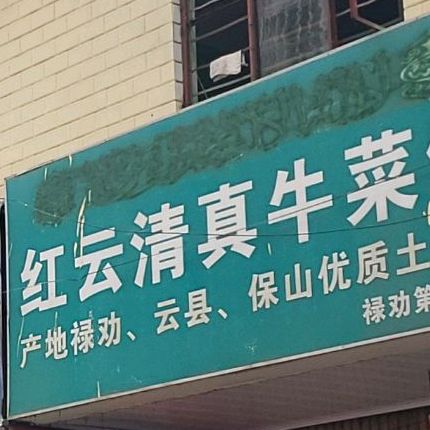 红云清真牛菜
产地禄劝、云县、保山优质土
禄劝第